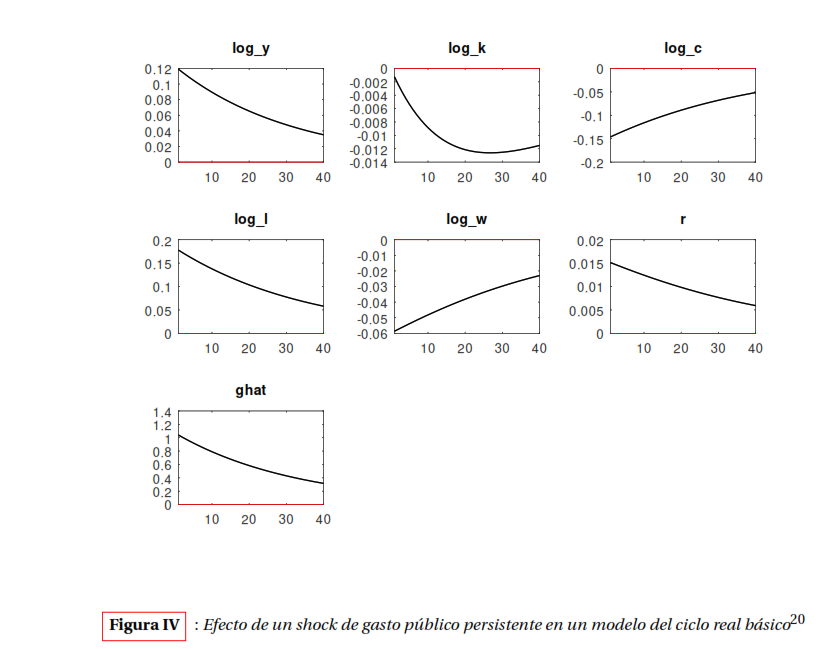 log_y log_k log_c
0.12 0 0
0.1 -0.002
0.08 -0.004 -0.05
0.06 -0.006 -0.1
0.04 -0.008
0.02 -0.01 -0.15
0 -0.012
-0.014 -0.2
10 20 30 40 10 20 30 40 10 20 30 40
log_l log_w r
0.2 0 0.02
0.15 -0.01 0.015
0.1 -0.02 0.01
0.05 -0.03 0.005
0 -0.04 0
-0.05
-0.06
10 20 30 40 10 20 30 40 10 20 30 40
ghat
1.4
1.2
1
0.8
0.6
0.4
0.2
0
10 20 30 40
Figura IV : Efecto de un shock de gasto público persistente en un modelo del ciclo real básico20